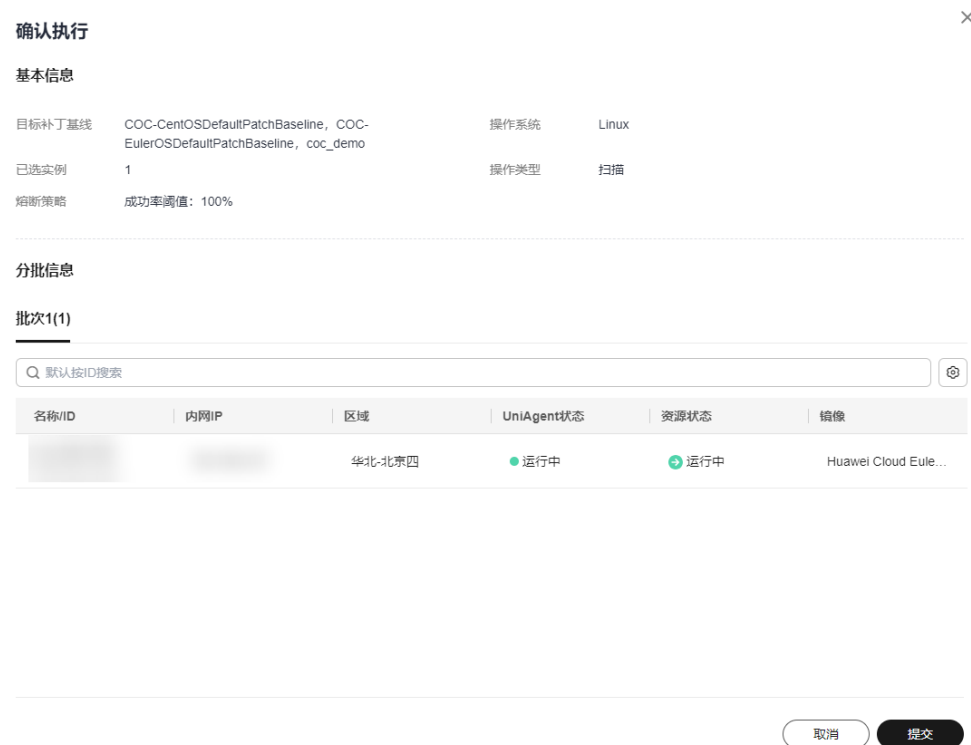 确认执行
基本信息
目标补丁基线 COC-CentOSDefaultPatchBaseline，COC-EulerOSDefaultPatchBaseline，coc_demo 操作系统 Linux
已选实例 1 操作类型 扫描
熔断策略 成功率阈值：100%
分批信息
批次1(1)
默认按ID搜索
名称/ID 内网IP 区域 UniAgent状态 资源状态 镜像
华北-北京四 运行中 运行中 Huawei Cloud Eule...
取消 提交